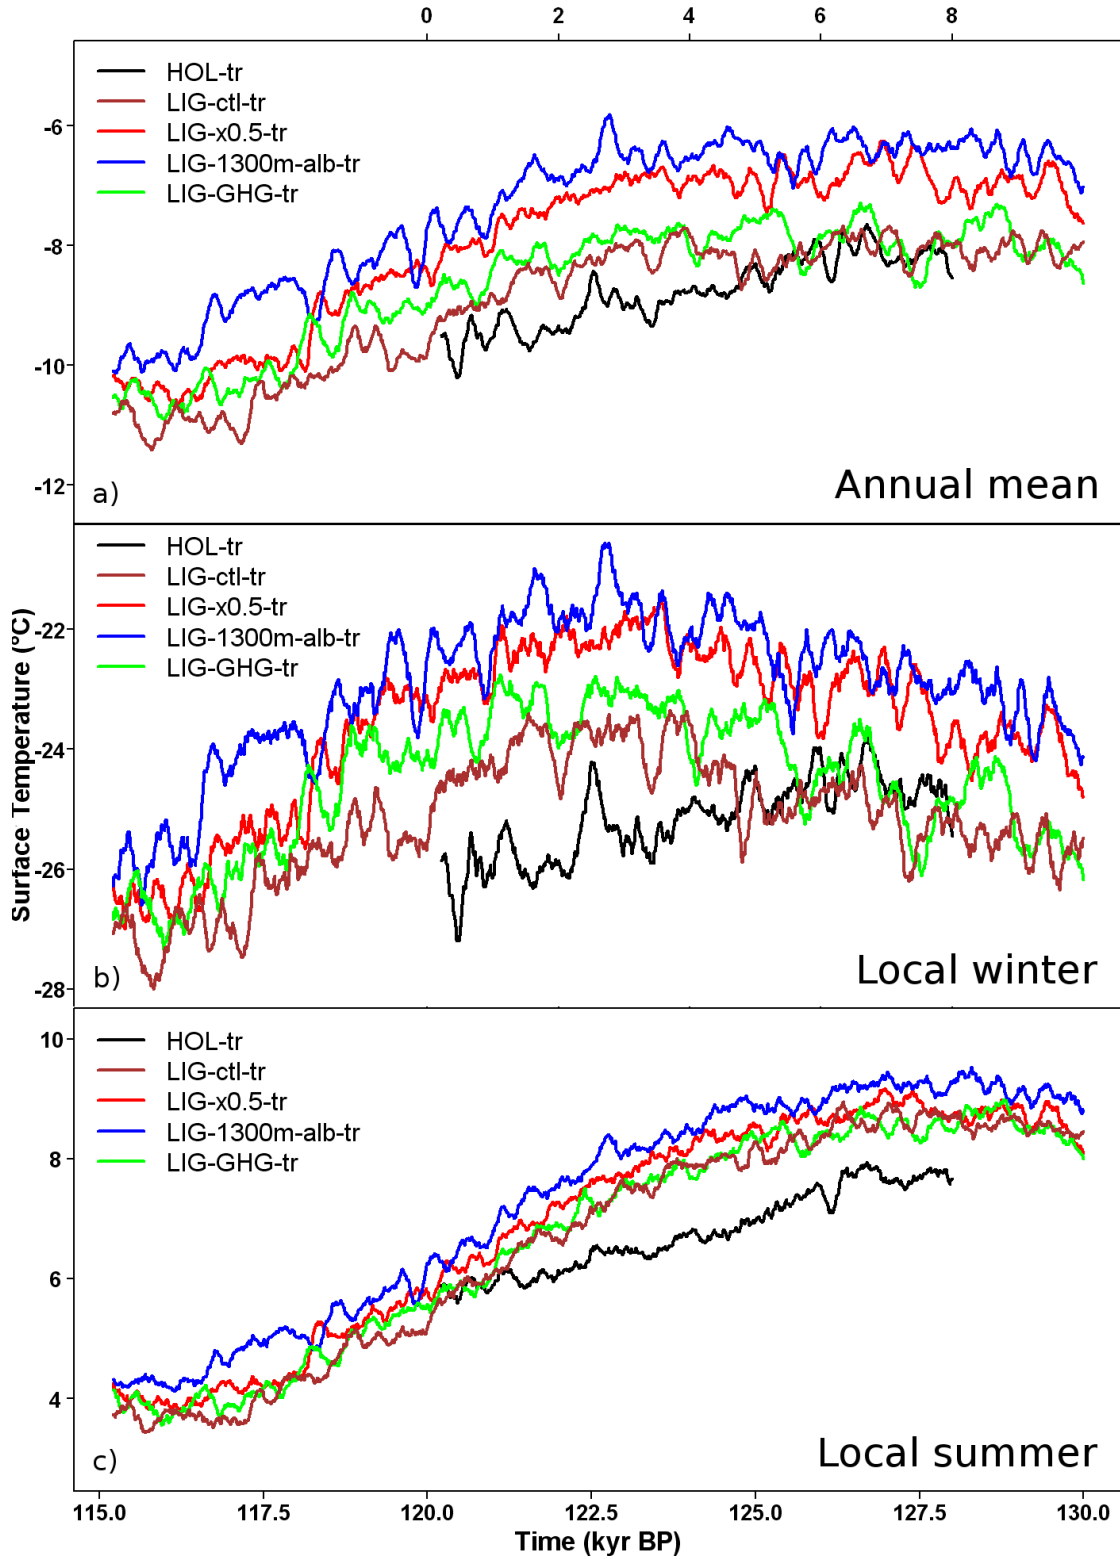 0 2 4 6 8
HOL-tr
LIG-ctl-tr
LIG-x0.5-tr
LIG-1300m-alb-tr
LIG-GHG-tr
-6
-8
-10
-12
a)
Annual mean
HOL-tr
LIG-ctl-tr
LIG-x0.5-tr
LIG-1300m-alb-tr
LIG-GHG-tr
-22
-24
-26
-28
Surface Temperature (°C)
b)
Local winter
HOL-tr
LIG-ctl-tr
LIG-x0.5-tr
LIG-1300m-alb-tr
LIG-GHG-tr
10
8
6
4
c)
Local summer
115.0 117.5 120.0 122.5 125.0 127.5 130.0
Time (kyr BP)